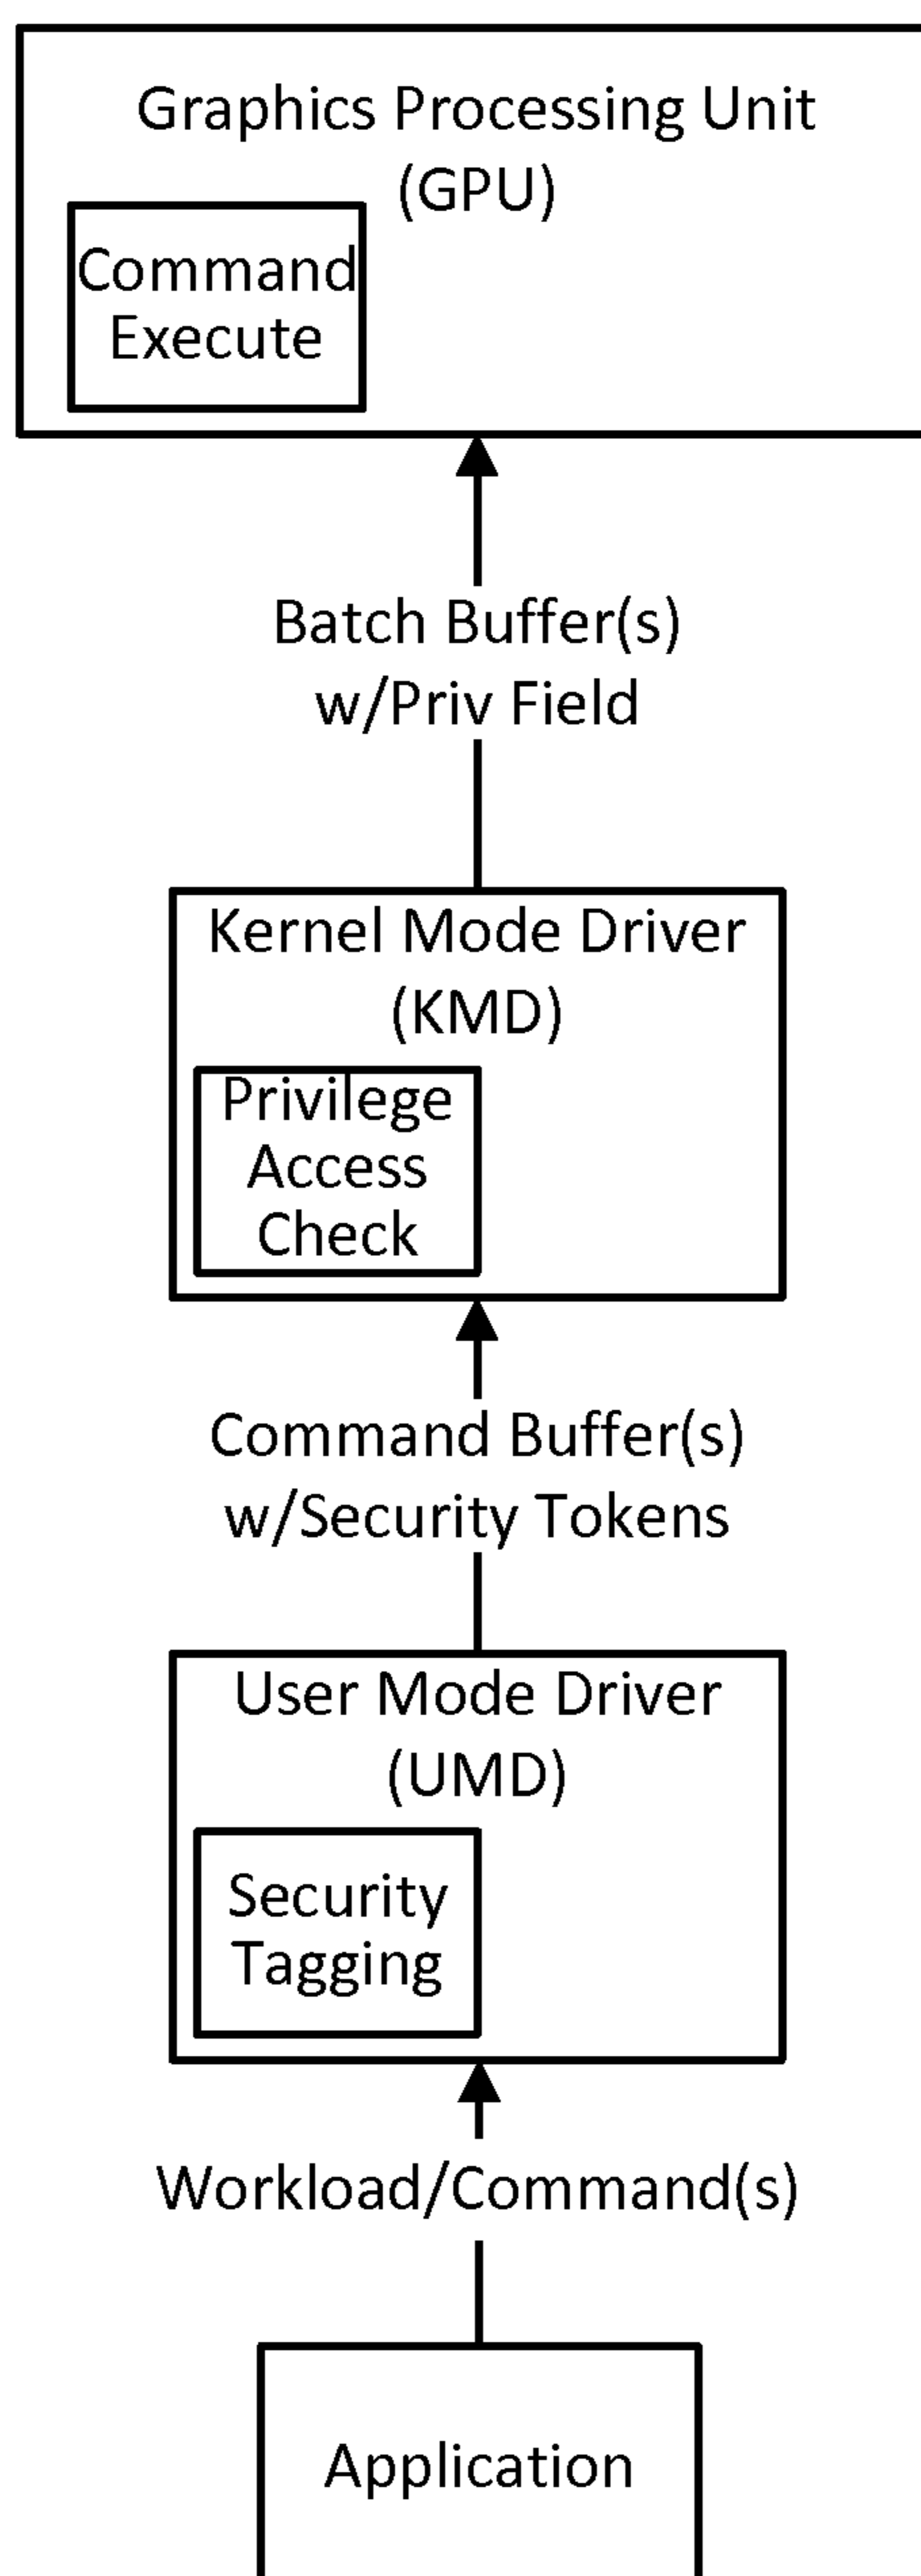 Graphics Processing Unit
(GPU)
Command
Execute
Batch Buffer(s)
w/Priv Field
Kernel Mode Driver
(KMD)
Privilege
Access
Check
Command Buffer(s)
w/Security Tokens
User Mode Driver
(UMD)
Security
Tagging
Workload/Command(s)
Application